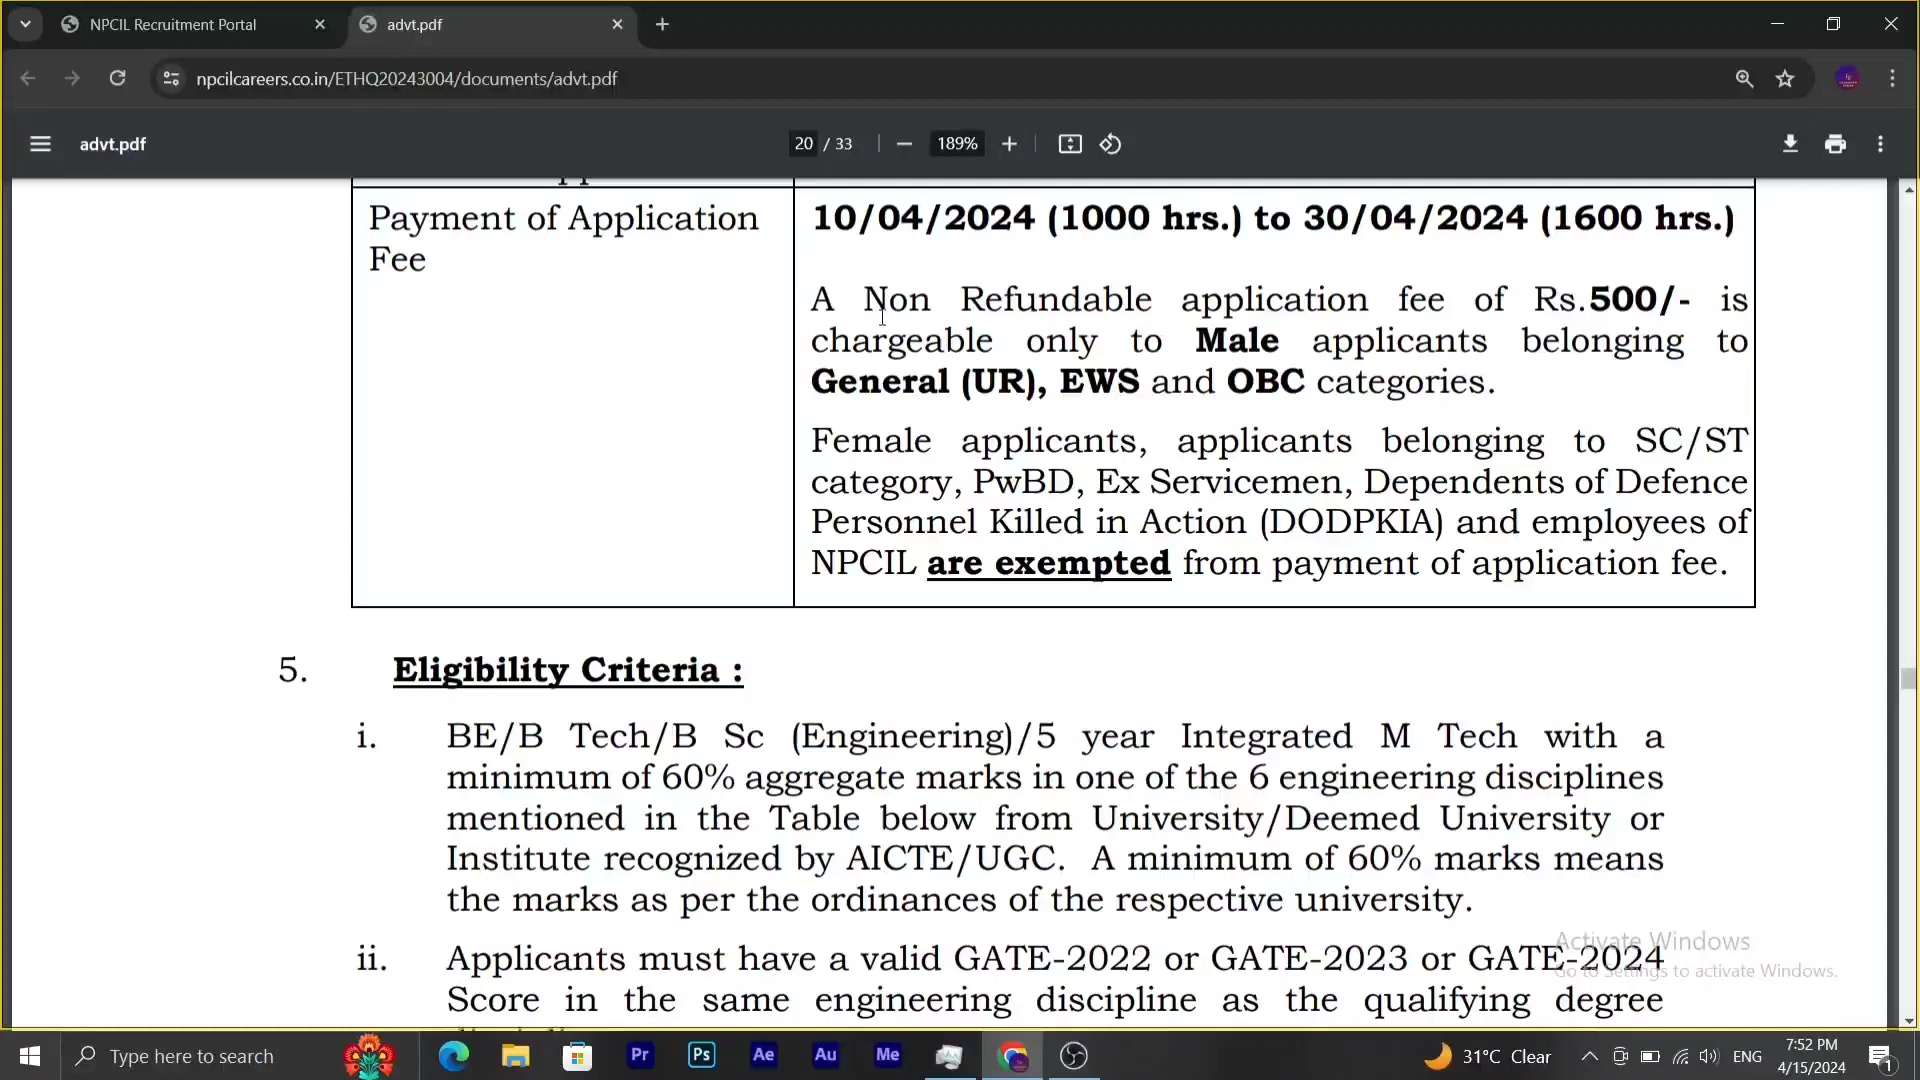 NPCIL Recruitment Portal
advt.pdf
npcilcareers.co.in/ETHQ20243004/documents/advt.pdf
advt.pdf
20 / 33
189%
Payment of Application
Fee
10/04/2024 (1000 hrs.) to 30/04/2024 (1600 hrs.)
A Non Refundable application fee of Rs.500/- is
chargeable only to Male applicants belonging to
General (UR), EWS and OBC categories.
Female applicants, applicants belonging to SC/ST
category, PwBD, Ex Servicemen, Dependents of Defence
Personnel Killed in Action (DODPKIA) and employees of
NPCIL are exempted from payment of application fee.
5. Eligibility Criteria :
i. BE/B Tech/B Sc (Engineering)/5 year Integrated M Tech with a
minimum of 60% aggregate marks in one of the 6 engineering disciplines
mentioned in the Table below from University/Deemed University or
Institute recognized by AICTE/UGC. A minimum of 60% marks means
the marks as per the ordinances of the respective university.
ii. Applicants must have a valid GATE-2022 or GATE-2023 or GATE-2024
Score in the same engineering discipline as the qualifying degree
Activate Windows
Go to Settings to activate Windows.
Type here to search
Pr
Ps
Ae
Au
Me
31°C Clear
ENG
7:52 PM
4/15/2024
1